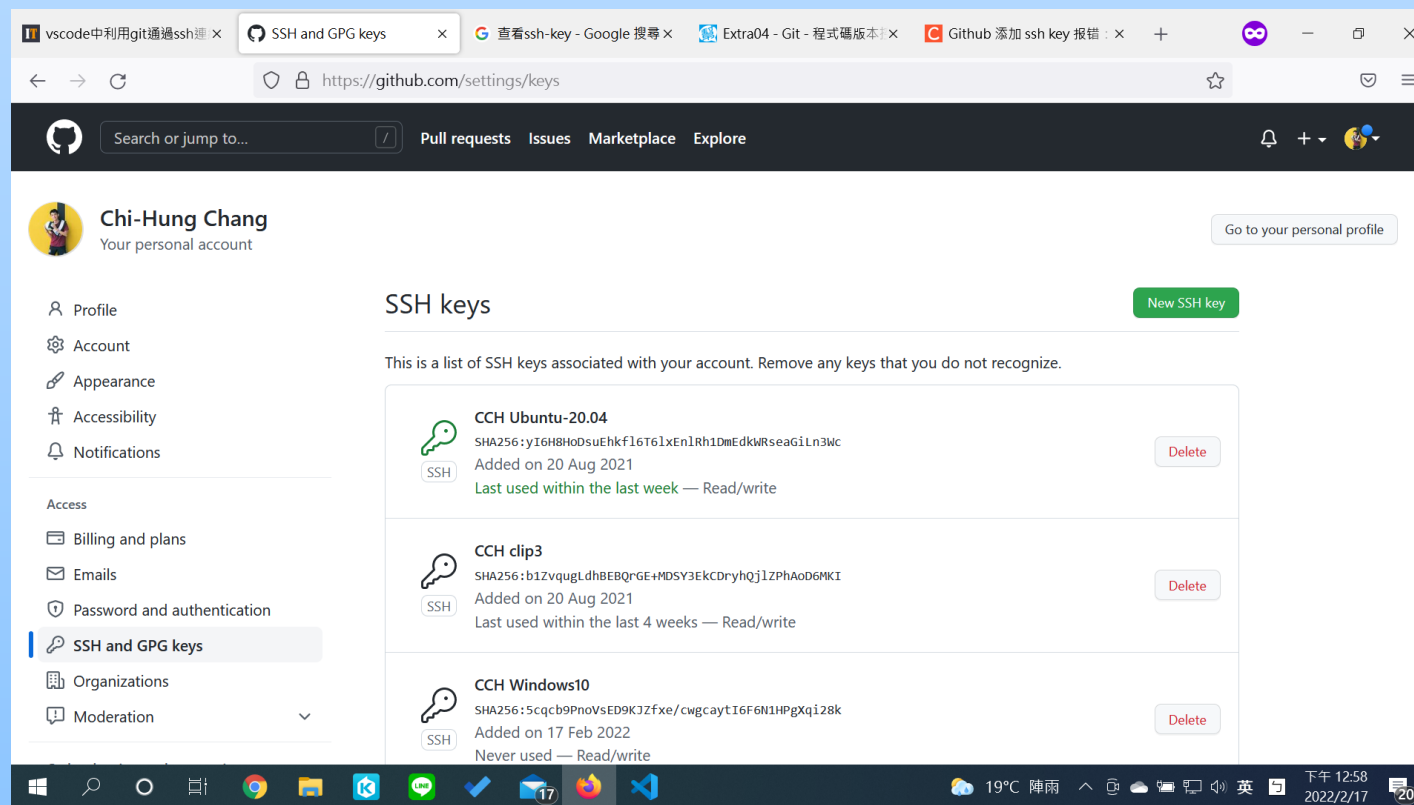 vscode中利用git通過ssh連
SSH and GPG keys
查看ssh-key - Google 搜尋
Extra04 - Git - 程式碼版本
Github 添加 ssh key 报错：
https://github.com/settings/keys
Search or jump to...
/
Pull requests
Issues
Marketplace
Explore
Chi-Hung Chang
Your personal account
Go to your personal profile
Profile
Account
Appearance
Accessibility
Notifications
Access
Billing and plans
Emails
Password and authentication
SSH and GPG keys
Organizations
Moderation
SSH keys
New SSH key
This is a list of SSH keys associated with your account. Remove any keys that you do not recognize.
CCH Ubuntu-20.04
SHA256:yI6H8HoDsuEhkfl6T6lxEnlRh1DmEdkWRseaGiLn3Wc
Added on 20 Aug 2021
Last used within the last week — Read/write
SSH
Delete
CCH clip3
SHA256:b1ZvqugLdhBEBQrGE+MDSY3EkCDryhQjlZPhAoD6MKI
Added on 20 Aug 2021
Last used within the last 4 weeks — Read/write
SSH
Delete
CCH Windows10
SHA256:5cqcb9PnoVsED9KJZfxe/cwgcaytI6F6N1HPgXqi28k
Added on 17 Feb 2022
Never used — Read/write
SSH
Delete
LINE
17
19°C 陣雨
英
ㄅ
下午 12:58
2022/2/17
20